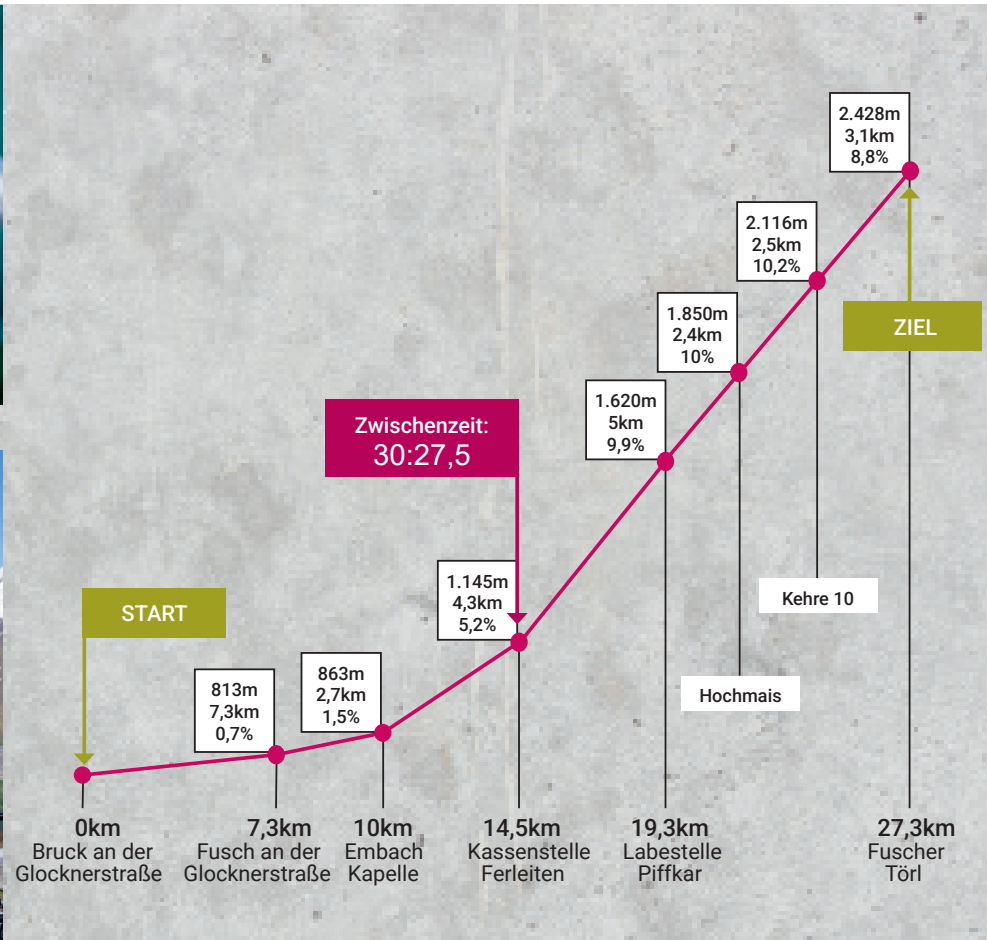 2.428m
3,1km
8,8%
2.116m
2,5km
10,2%
ZIEL
1.850m
2,4km
10%
1.620m
5km
9,9%
Zwischenzeit:
30:27,5
1.145m
4,3km
5,2%
START
Kehre 10
863m
2,7km
1,5%
813m
7,3km
0,7%
Hochmais
0km
Bruck an der
Glocknerstraße
7,3km
Fusch an der
Glocknerstraße
10km
Embach
Kapelle
14,5km
Kassenstelle
Ferleiten
19,3km
Labestelle
Piffkar
27,3km
Fuscher
Törl